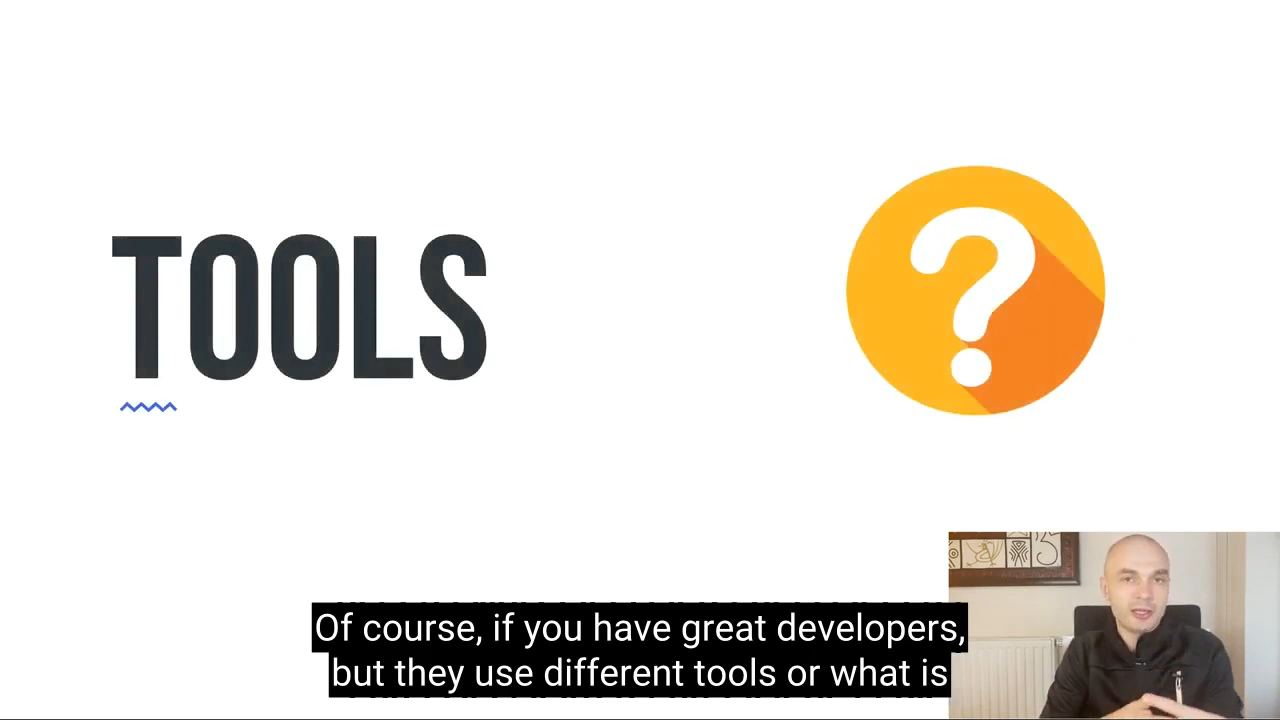 TOOLS
?
Of course, if you have great developers,
but they use different tools or what is